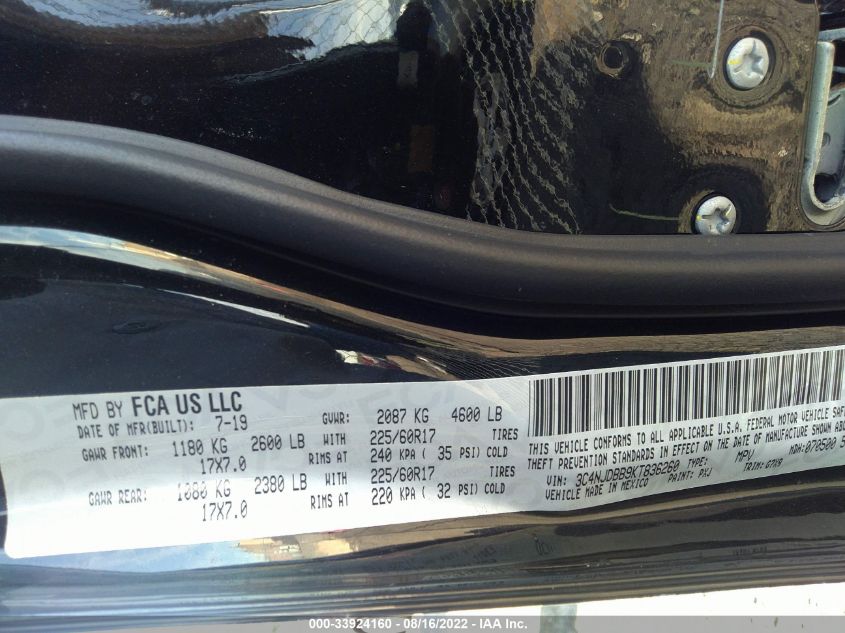 MFD BY FCA US LLC
DATE OF MFR(BUILT): 7-19 GVWR: 2087 KG 4600 LB
GAWR FRONT: 1180 KG 2600 LB WITH 225/60R17 TIRES
17X7.0 RIMS AT 240 KPA ( 35 PSI) COLD
GAWR REAR: 1080 KG 2380 LB WITH 225/60R17 TIRES
17X7.0 RIMS AT 220 KPA ( 32 PSI) COLD
THIS VEHICLE CONFORMS TO ALL APPLICABLE U.S.A. FEDERAL MOTOR VEHICLE
THEFT PREVENTION STANDARDS IN EFFECT ON THE DATE OF MANUFACTURE
VIN: 3C4NJDBB9KT836260 TYPE: MPV MDH: 070500
VEHICLE MADE IN MEXICO PAINT: PXJ TRIM: G7X9
000-33924160 - 08/16/2022 - IAA Inc.